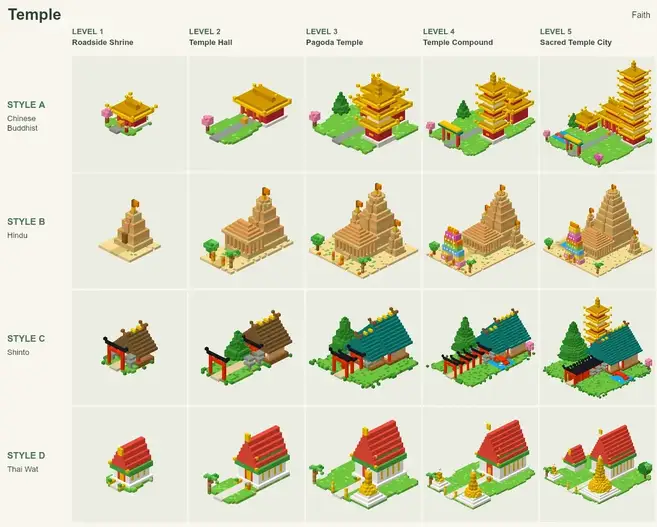 Temple
Faith
LEVEL 1
Roadside Shrine
LEVEL 2
Temple Hall
LEVEL 3
Pagoda Temple
LEVEL 4
Temple Compound
LEVEL 5
Sacred Temple City
STYLE A
Chinese
Buddhist
STYLE B
Hindu
STYLE C
Shinto
STYLE D
Thai Wat